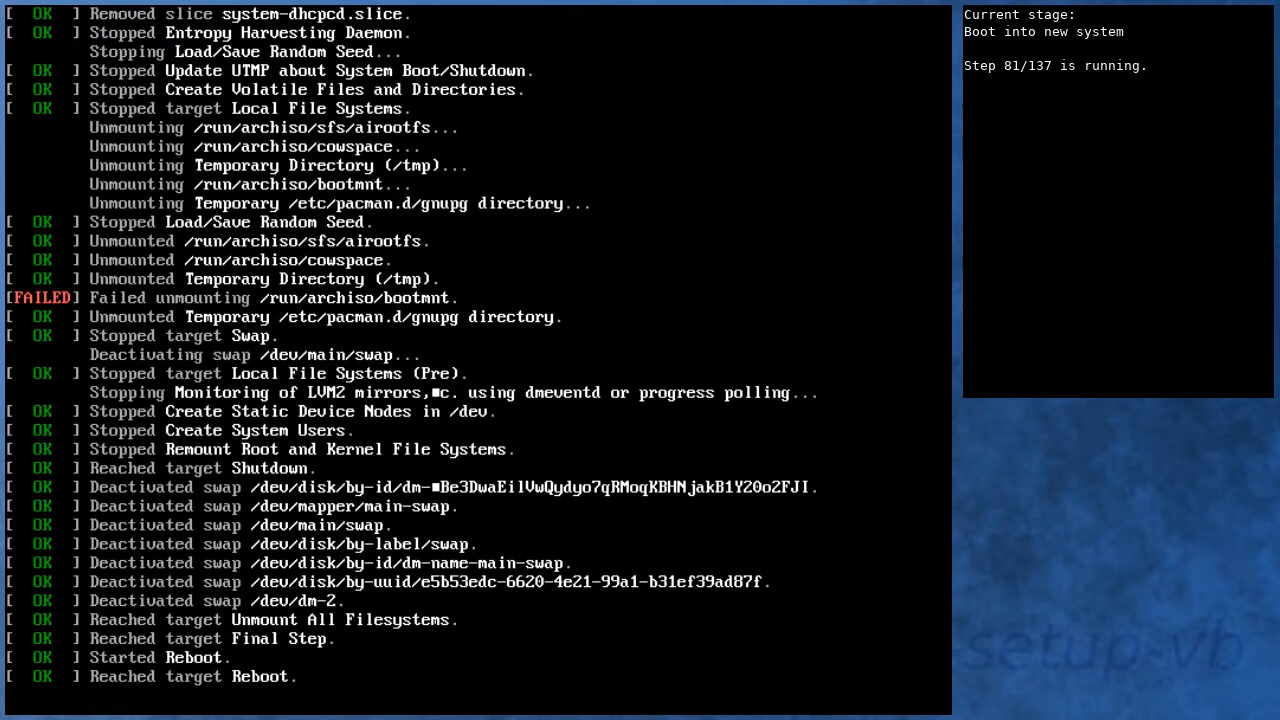 [  OK  ] Removed slice system-dhcpcd.slice.
[  OK  ] Stopped Entropy Harvesting Daemon.
Stopping Load/Save Random Seed...
[  OK  ] Stopped Update UTMP about System Boot/Shutdown.
[  OK  ] Stopped Create Volatile Files and Directories.
[  OK  ] Stopped target Local File Systems.
Unmounting /run/archiso/sfs/airootfs...
Unmounting /run/archiso/cowspace...
Unmounting Temporary Directory (/tmp)...
Unmounting /run/archiso/bootmnt...
Unmounting Temporary /etc/pacman.d/gnupg directory...
[  OK  ] Stopped Load/Save Random Seed.
[  OK  ] Unmounted /run/archiso/sfs/airootfs.
[  OK  ] Unmounted /run/archiso/cowspace.
[  OK  ] Unmounted Temporary Directory (/tmp).
[FAILED] Failed unmounting /run/archiso/bootmnt.
[  OK  ] Unmounted Temporary /etc/pacman.d/gnupg directory.
[  OK  ] Stopped target Swap.
Deactivating swap /dev/main/swap...
[  OK  ] Stopped target Local File Systems (Pre).
Stopping Monitoring of LVM2 mirrors,■c. using dmeventd or progress polling...
[  OK  ] Stopped Create Static Device Nodes in /dev.
[  OK  ] Stopped Create System Users.
[  OK  ] Stopped Remount Root and Kernel File Systems.
[  OK  ] Reached target Shutdown.
[  OK  ] Deactivated swap /dev/disk/by-id/dm-■Be3DwaEilVwQydyo7qRMoqKBHNjakB1Y20o2FJI.
[  OK  ] Deactivated swap /dev/mapper/main-swap.
[  OK  ] Deactivated swap /dev/main/swap.
[  OK  ] Deactivated swap /dev/disk/by-label/swap.
[  OK  ] Deactivated swap /dev/disk/by-id/dm-name-main-swap.
[  OK  ] Deactivated swap /dev/disk/by-uuid/e5b53edc-6620-4e21-99a1-b31ef39ad87f.
[  OK  ] Deactivated swap /dev/dm-2.
[  OK  ] Reached target Unmount All Filesystems.
[  OK  ] Reached target Final Step.
[  OK  ] Started Reboot.
[  OK  ] Reached target Reboot.
Current stage:
Boot into new system
Step 81/137 is running.
setup-vb